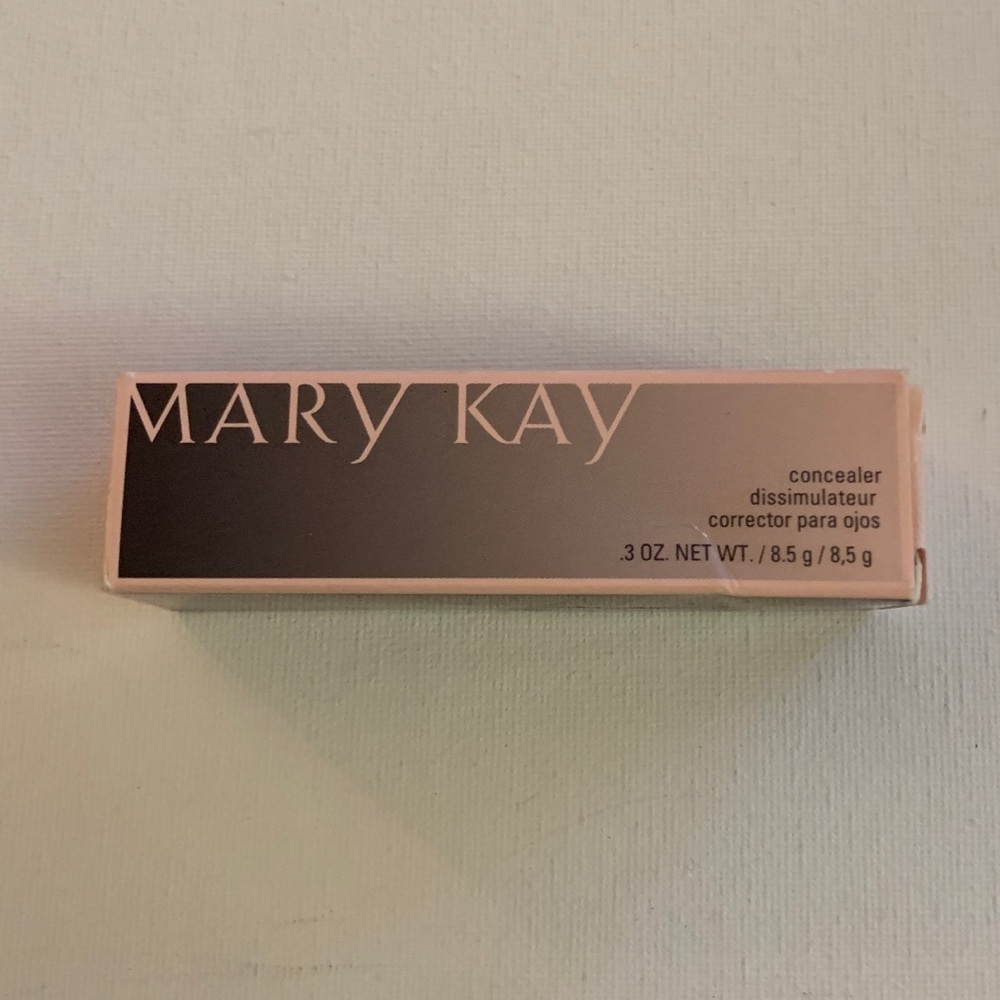 MARY KAY
concealer
dissimulateur
corrector para ojos
.3 OZ. NET WT. / 8.5 g / 8,5 g